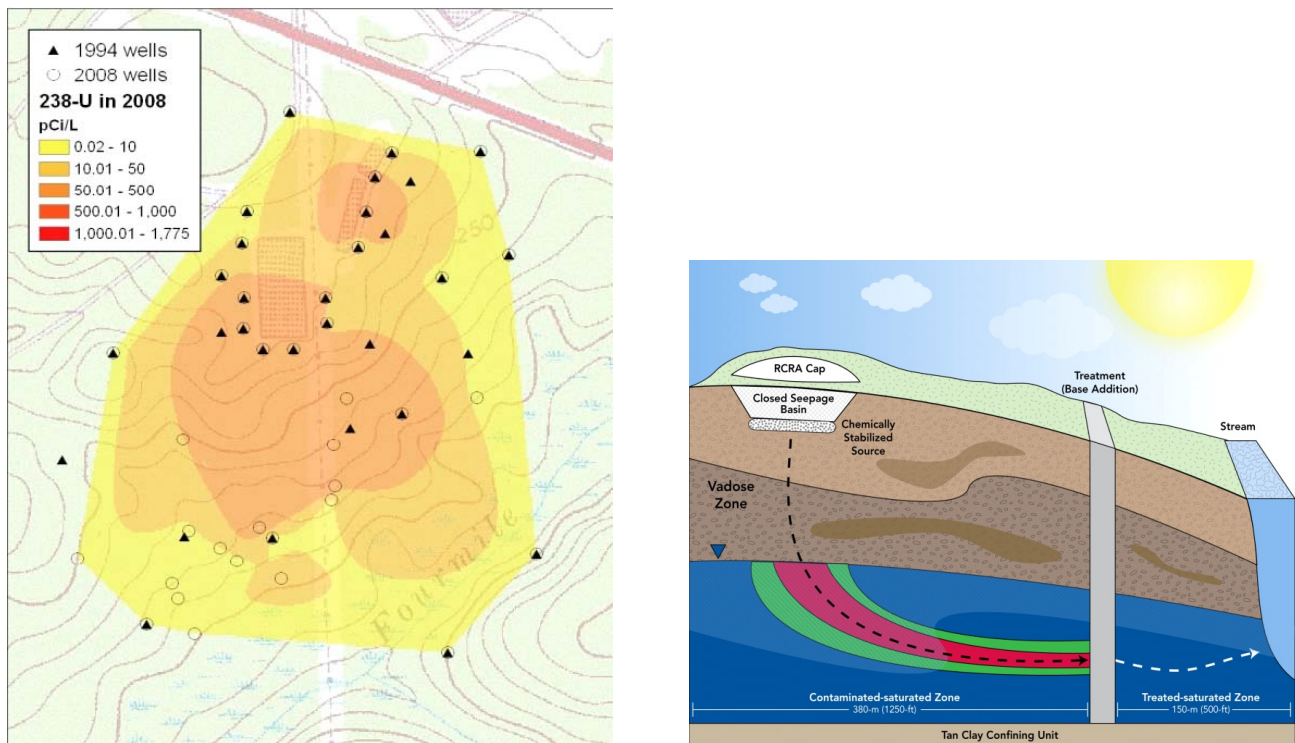 1994 wells
2008 wells
238-U in 2008
pCi/L
0.02 - 10
10.01 - 50
50.01 - 500
500.01 - 1,000
1,000.01 - 1,775
250
Fourmile
RCRA Cap
Closed Seepage
Basin
Chemically
Stabilized
Source
Treatment
(Base Addition)
Stream
Vadose
Zone
Contaminated-saturated Zone
380-m (1250-ft)
Treated-saturated Zone
150-m (500-ft)
Tan Clay Confining Unit